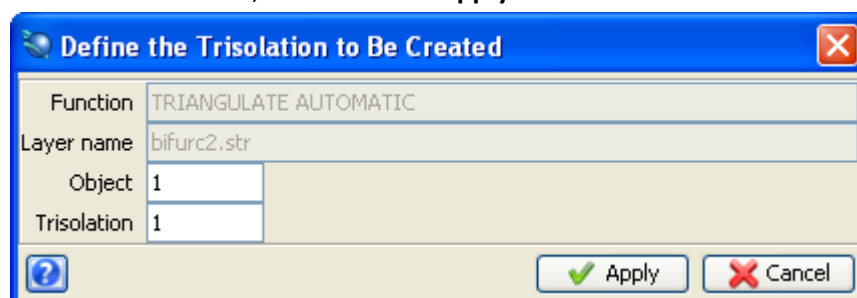 Apply
Define the Trisolation to Be Created
Function TRIANGULATE AUTOMATIC
Layer name bifurc2.str
Object 1
Trisolation 1
? Apply Cancel